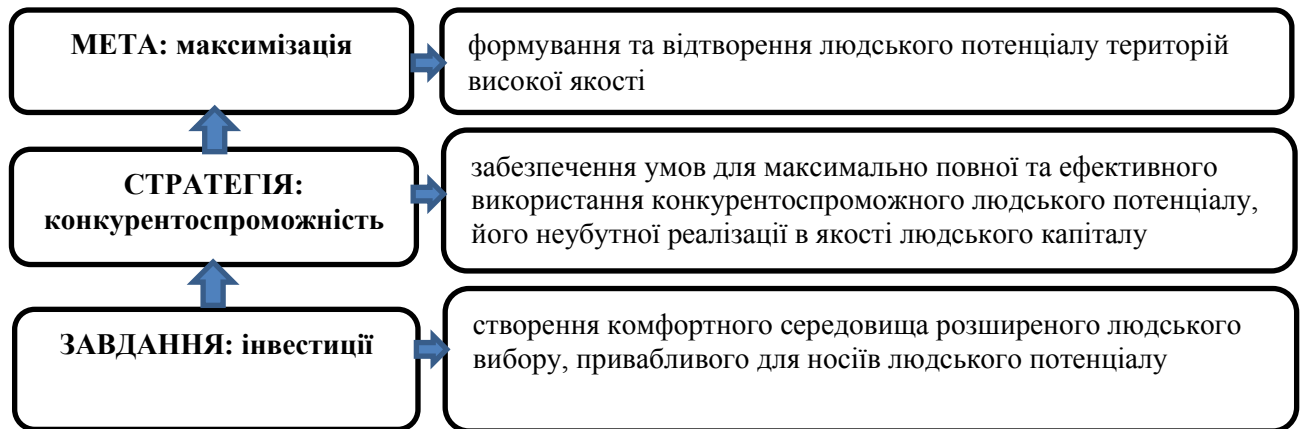 МЕТА: максимізація
формування та відтворення людського потенціалу територій
високої якості
СТРАТЕГІЯ:
конкурентоспроможність
забезпечення умов для максимально повної та ефективного
використання конкурентоспроможного людського потенціалу,
його неубутної реалізації в якості людського капіталу
ЗАВДАННЯ: інвестиції
створення комфортного середовища розширеного людського
вибору, привабливого для носіїв людського потенціалу